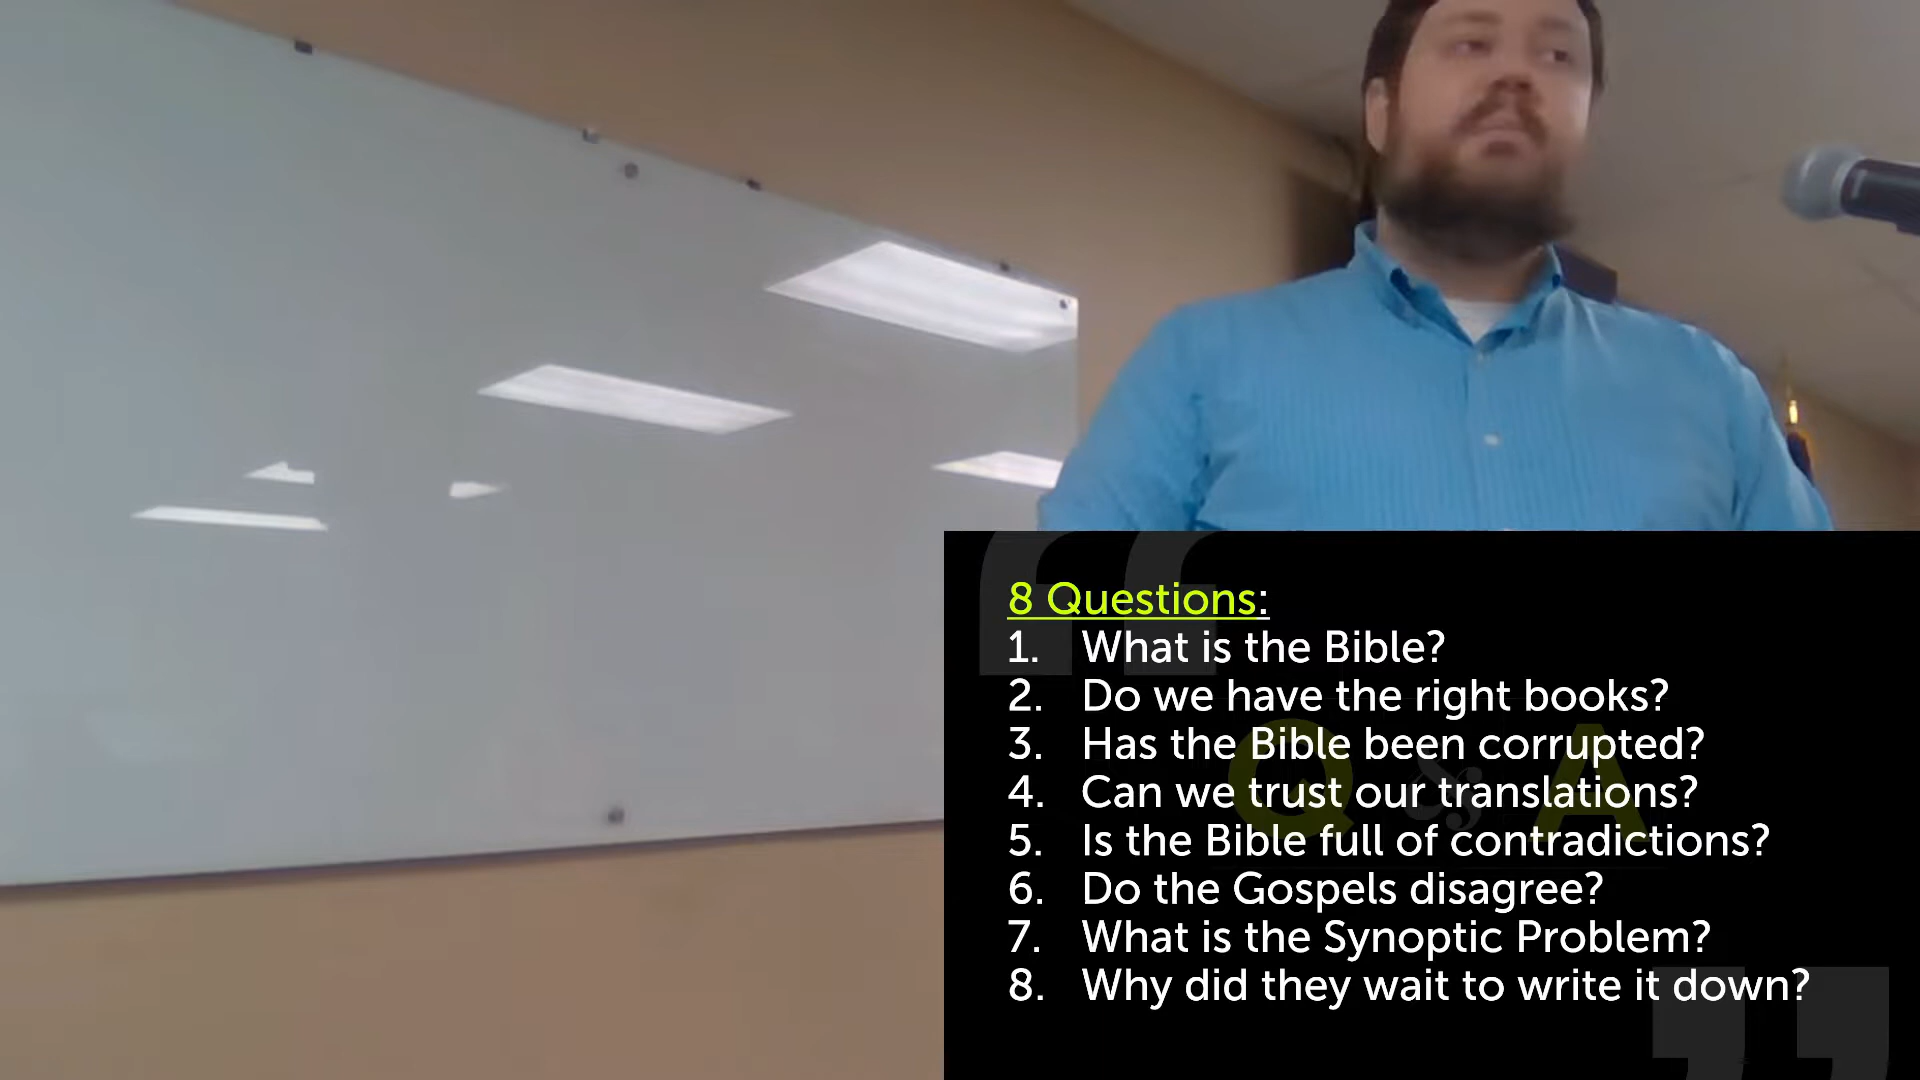 8 Questions:
1. What is the Bible?
2. Do we have the right books?
3. Has the Bible been corrupted?
4. Can we trust our translations?
5. Is the Bible full of contradictions?
6. Do the Gospels disagree?
7. What is the Synoptic Problem?
8. Why did they wait to write it down?
Q & A